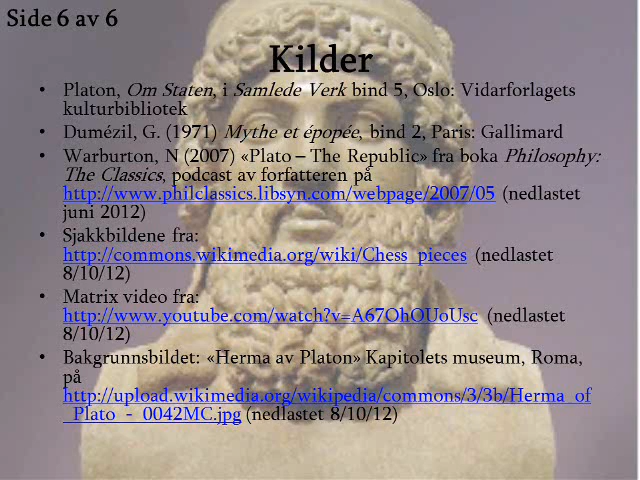 Side 6 av 6
Kilder
• Platon, Om Staten, i Samlede Verk bind 5, Oslo: Vidarforlagets
kulturbibliotek
• Dumézil, G. (1971) Mythe et épopée, bind 2, Paris: Gallimard
• Warburton, N (2007) «Plato – The Republic» fra boka Philosophy:
The Classics, podcast av forfatteren på
http://www.philclassics.libsyn.com/webpage/2007/05 (nedlastet
juni 2012)
• Sjakkbildene fra:
http://commons.wikimedia.org/wiki/Chess_pieces (nedlastet
8/10/12)
• Matrix video fra:
http://www.youtube.com/watch?v=A67OhOUoUsc (nedlastet
8/10/12)
• Bakgrunnsbildet: «Herma av Platon» Kapitolets museum, Roma,
på
http://upload.wikimedia.org/wikipedia/commons/3/3b/Herma_of
_Plato_-_0042MC.jpg (nedlastet 8/10/12)